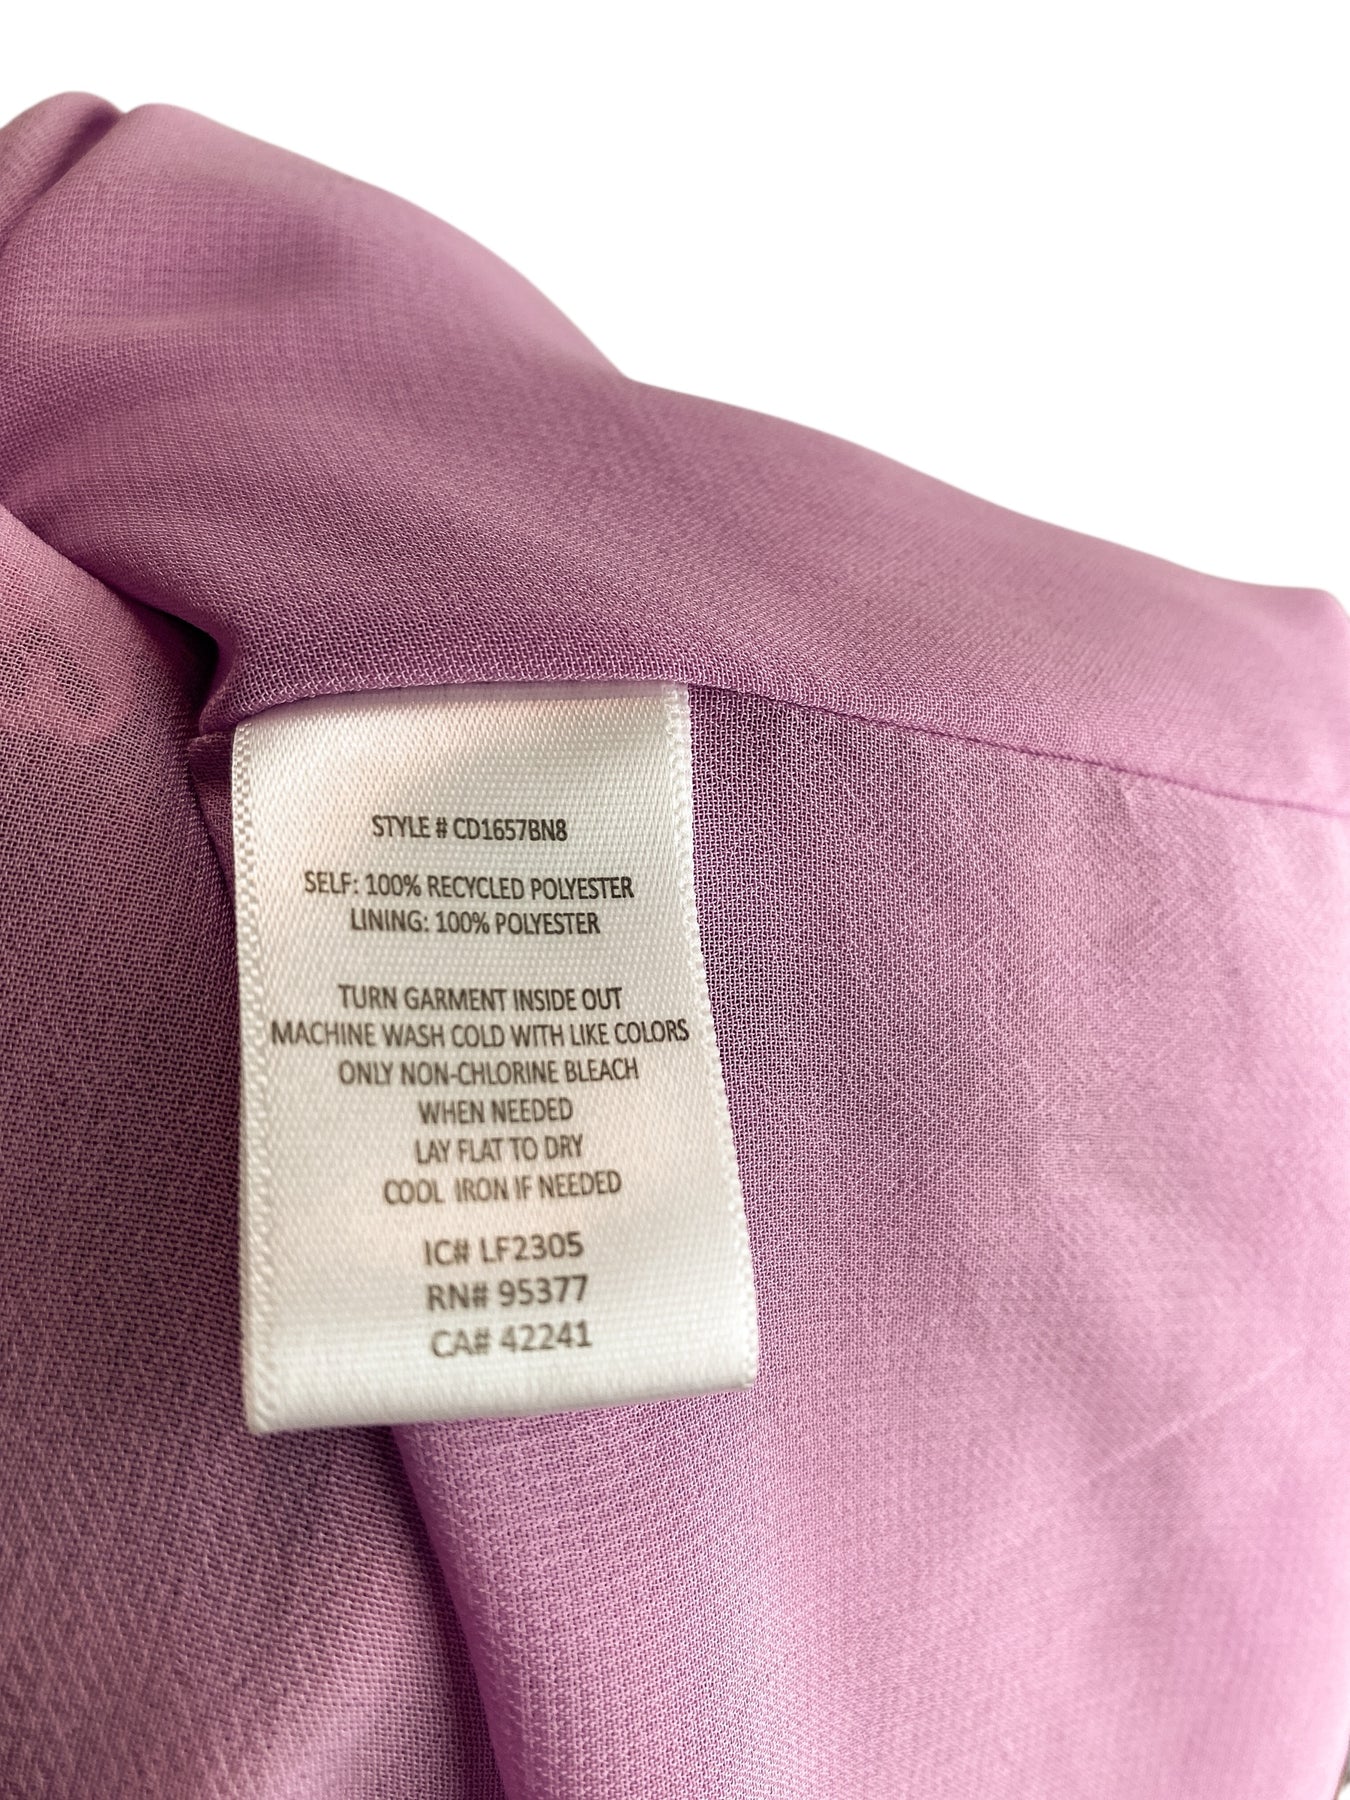 STYLE # CD1657BN8
SELF: 100% RECYCLED POLYESTER
LINING: 100% POLYESTER
TURN GARMENT INSIDE OUT
MACHINE WASH COLD WITH LIKE COLORS
ONLY NON-CHLORINE BLEACH
WHEN NEEDED
LAY FLAT TO DRY
COOL IRON IF NEEDED
IC# LF2305
RN# 95377
CA# 42241